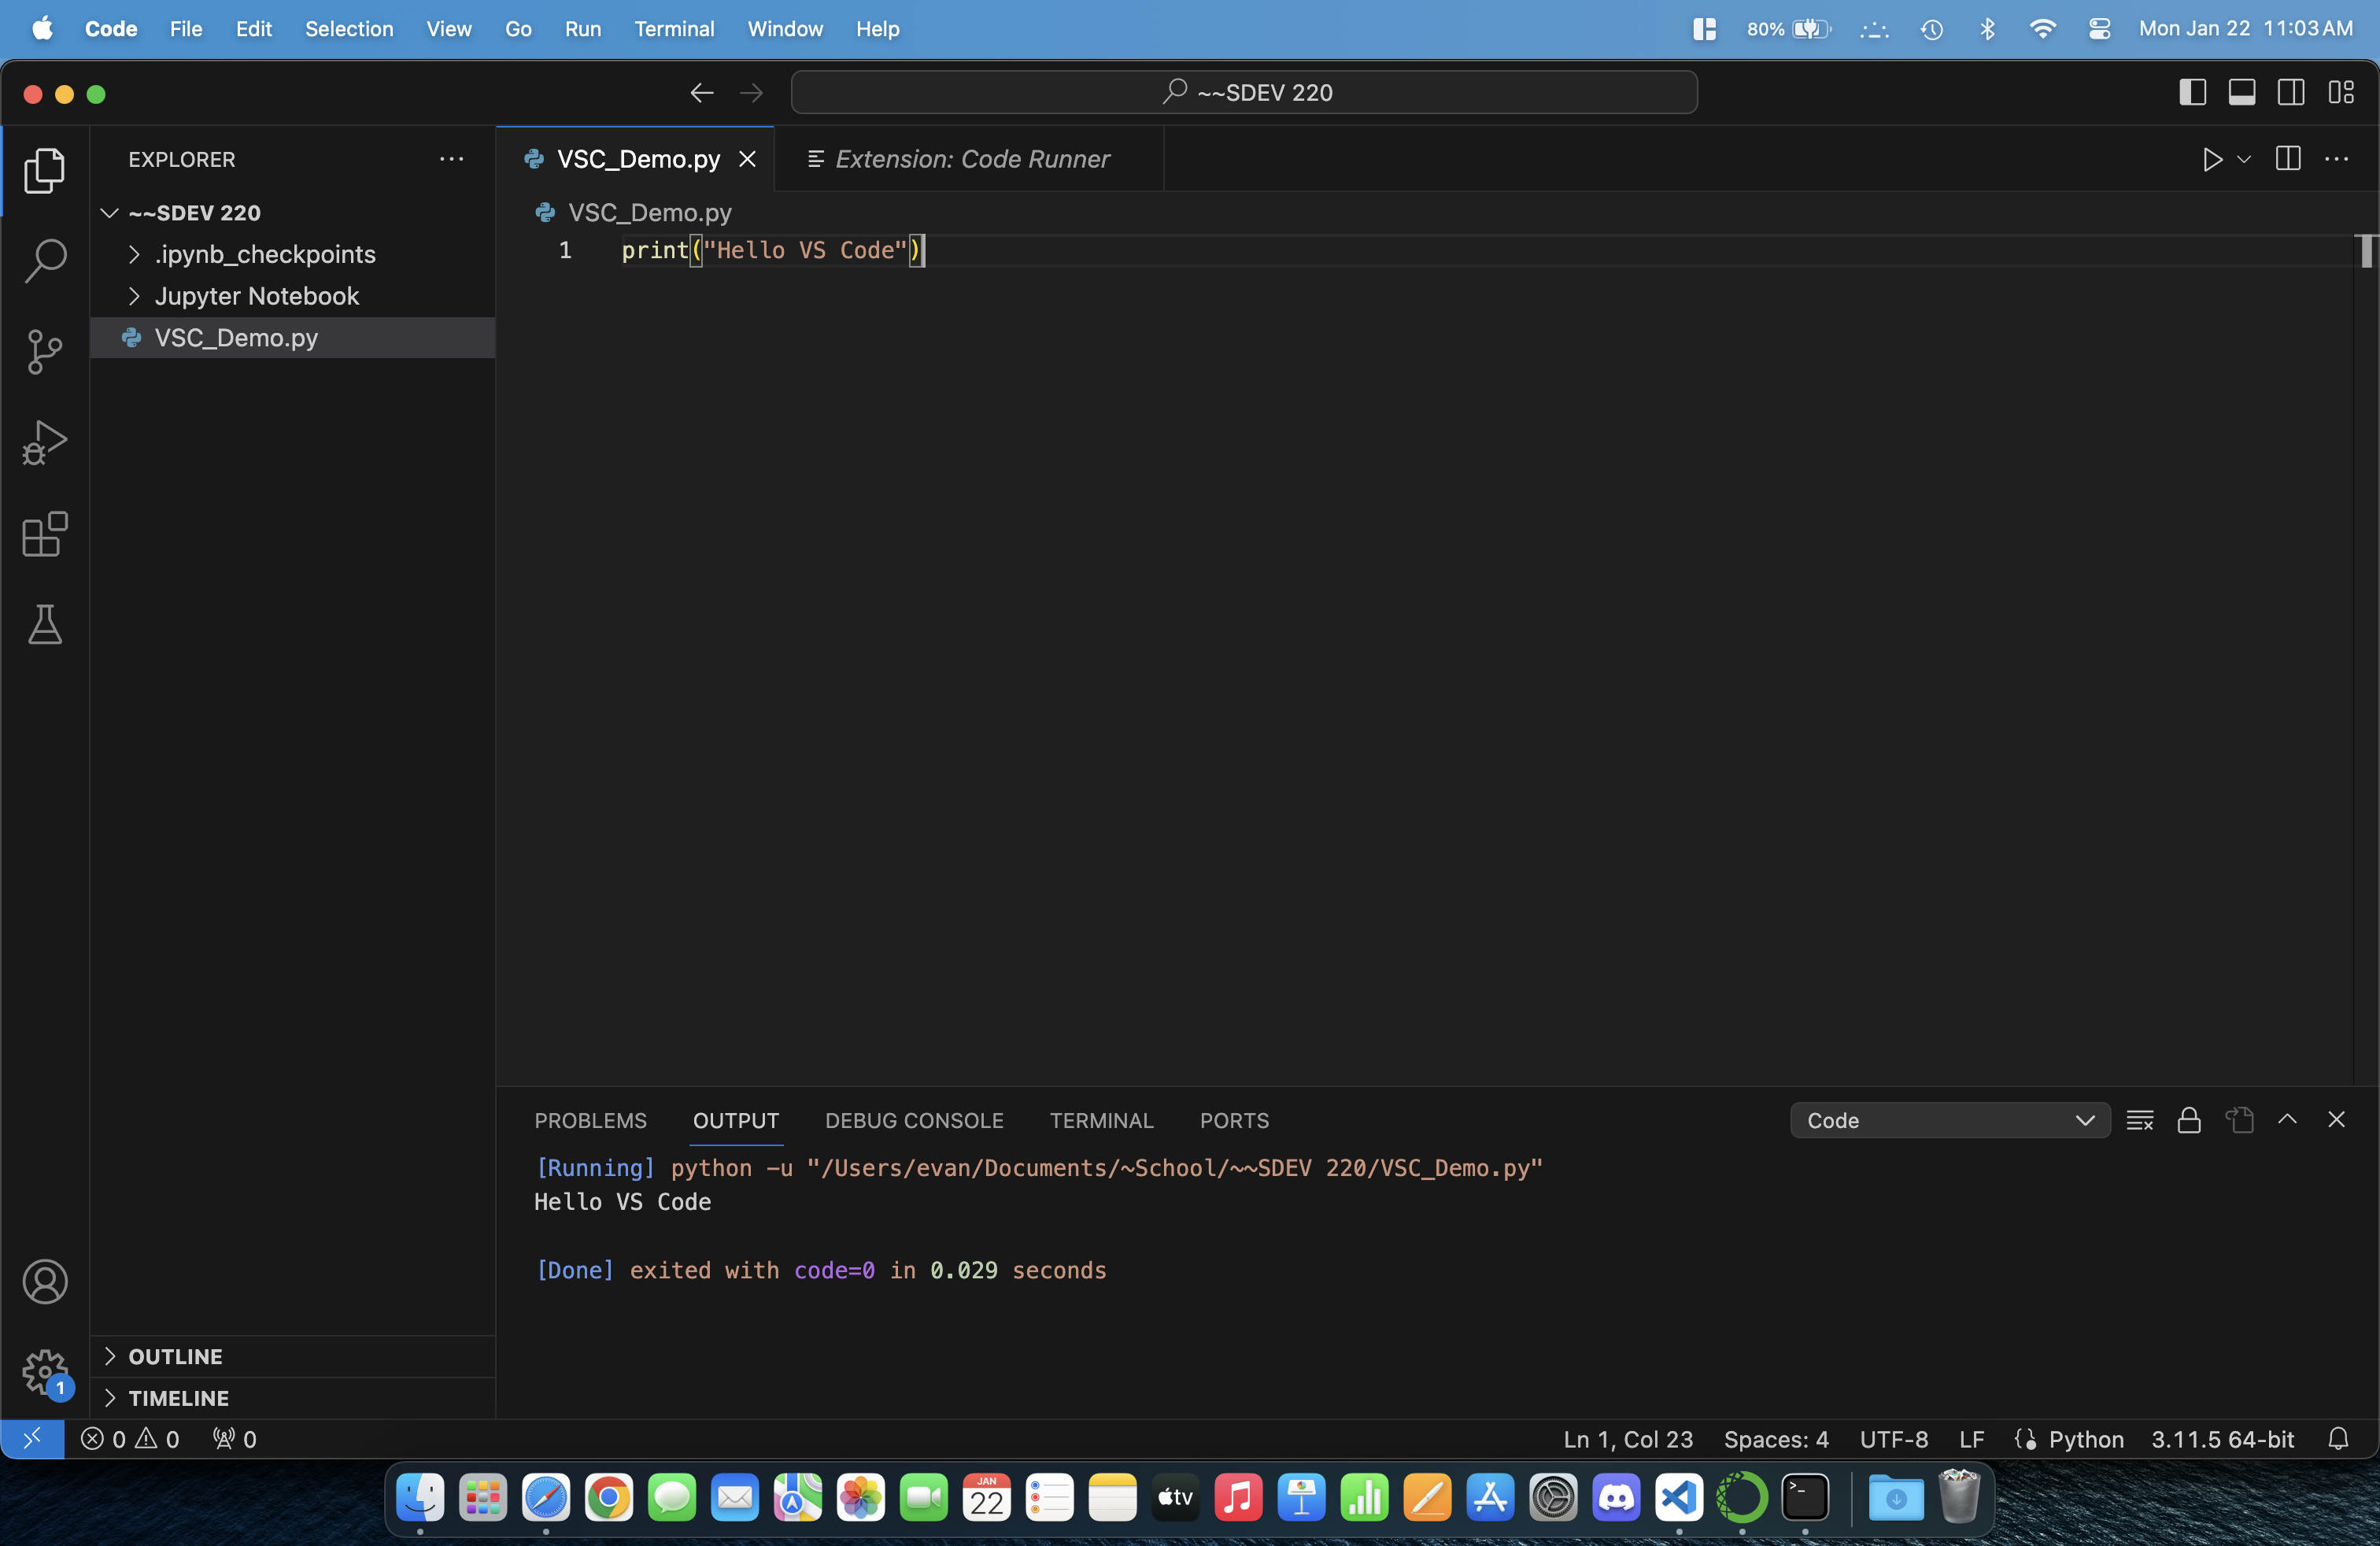 Code File Edit Selection View Go Run Terminal Window Help 80% Mon Jan 22 11:03 AM
~~SDEV 220
EXPLORER
VSC_Demo.py Extension: Code Runner
~~SDEV 220
.ipynb_checkpoints
Jupyter Notebook
VSC_Demo.py
VSC_Demo.py
1 print("Hello VS Code")
PROBLEMS OUTPUT DEBUG CONSOLE TERMINAL PORTS Code
[Running] python -u "/Users/evan/Documents/~School/~~SDEV 220/VSC_Demo.py"
Hello VS Code
[Done] exited with code=0 in 0.029 seconds
OUTLINE
1
TIMELINE
0 0 0 Ln 1, Col 23 Spaces: 4 UTF-8 LF Python 3.11.5 64-bit
JAN
22
tv
>_